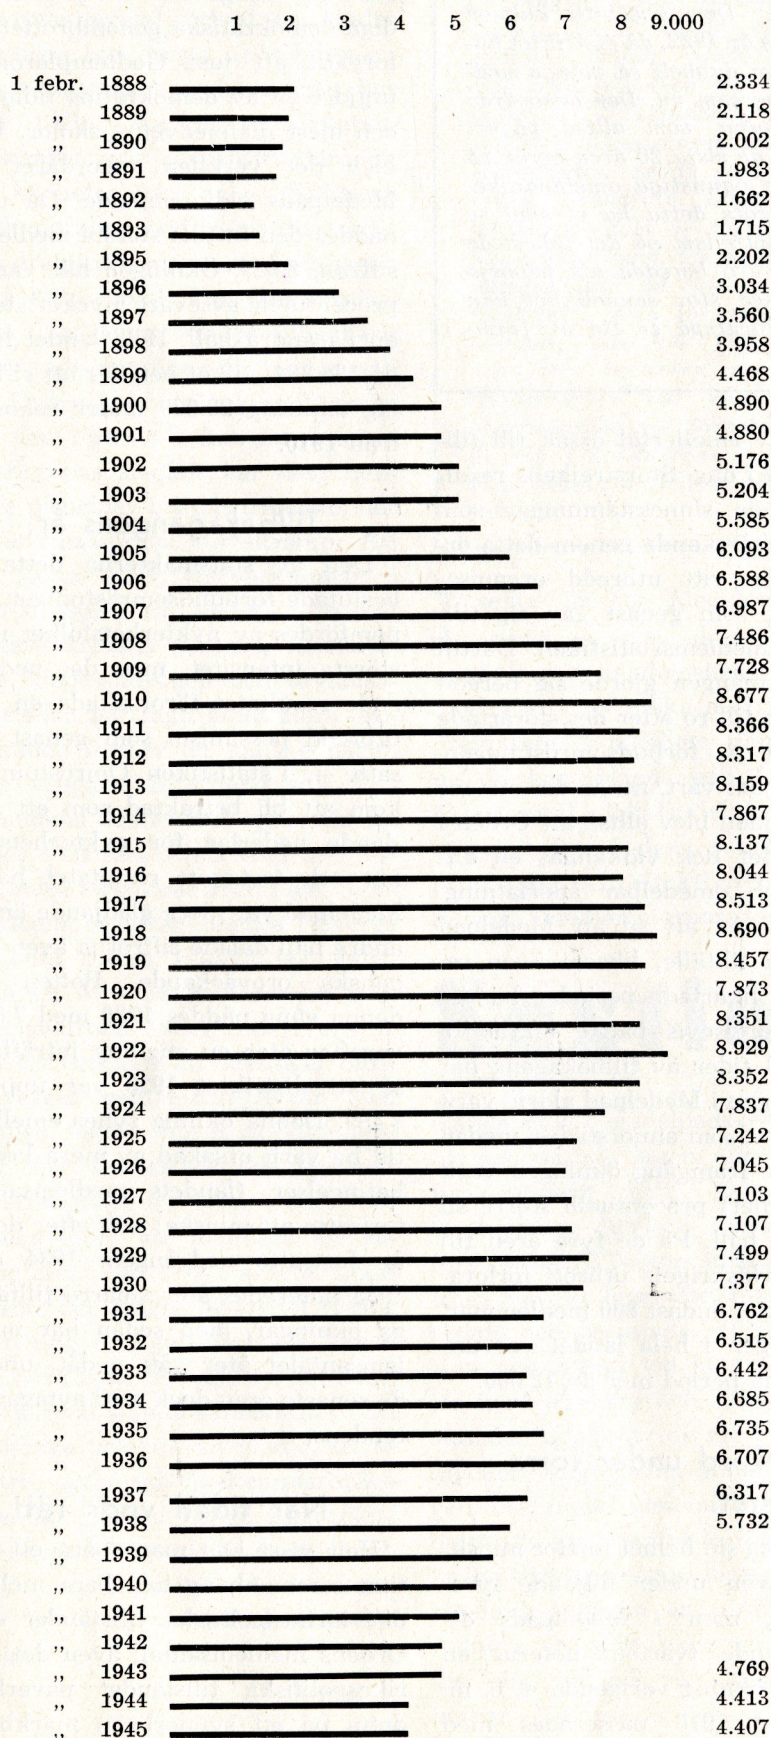 1 2 3 4 5 6 7 8 9.000
1 febr. 1888 2.334
„ 1889 2.118
„ 1890 2.002
„ 1891 1.983
„ 1892 1.662
„ 1893 1.715
„ 1895 2.202
„ 1896 3.034
„ 1897 3.560
„ 1898 3.958
„ 1899 4.468
„ 1900 4.890
„ 1901 4.880
„ 1902 5.176
„ 1903 5.204
„ 1904 5.585
„ 1905 6.093
„ 1906 6.588
„ 1907 6.987
„ 1908 7.486
„ 1909 7.728
„ 1910 8.677
„ 1911 8.366
„ 1912 8.317
„ 1913 8.159
„ 1914 7.867
„ 1915 8.137
„ 1916 8.044
„ 1917 8.513
„ 1918 8.690
„ 1919 8.457
„ 1920 7.873
„ 1921 8.351
„ 1922 8.929
„ 1923 8.352
„ 1924 7.837
„ 1925 7.242
„ 1926 7.045
„ 1927 7.103
„ 1928 7.107
„ 1929 7.499
„ 1930 7.377
„ 1931 6.762
„ 1932 6.515
„ 1933 6.442
„ 1934 6.685
„ 1935 6.735
„ 1936 6.707
„ 1937 6.317
„ 1938 5.732
„ 1939
„ 1940
„ 1941
„ 1942
„ 1943 4.769
„ 1944 4.413
„ 1945 4.407